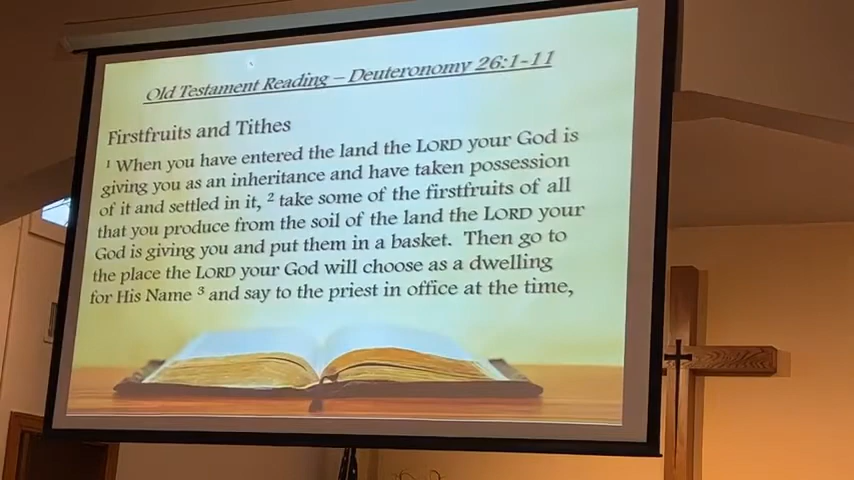 Old Testament Reading – Deuteronomy 26:1-11
Firstfruits and Tithes
1 When you have entered the land the LORD your God is
giving you as an inheritance and have taken possession
of it and settled in it, 2 take some of the firstfruits of all
that you produce from the soil of the land the LORD your
God is giving you and put them in a basket. Then go to
the place the LORD your God will choose as a dwelling
for His Name 3 and say to the priest in office at the time,